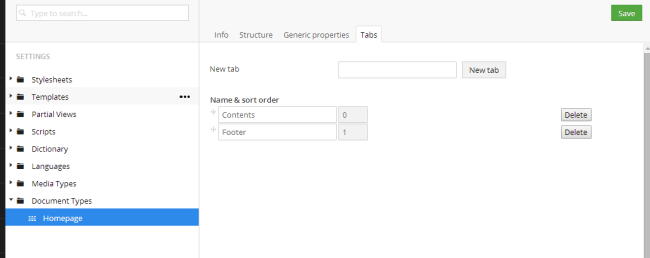 Type to search...
Save
Info Structure Generic properties Tabs
SETTINGS
Stylesheets
Templates
Partial Views
Scripts
Dictionary
Languages
Media Types
Document Types
Homepage
New tab New tab
Name & sort order
Contents 0 Delete
Footer 1 Delete